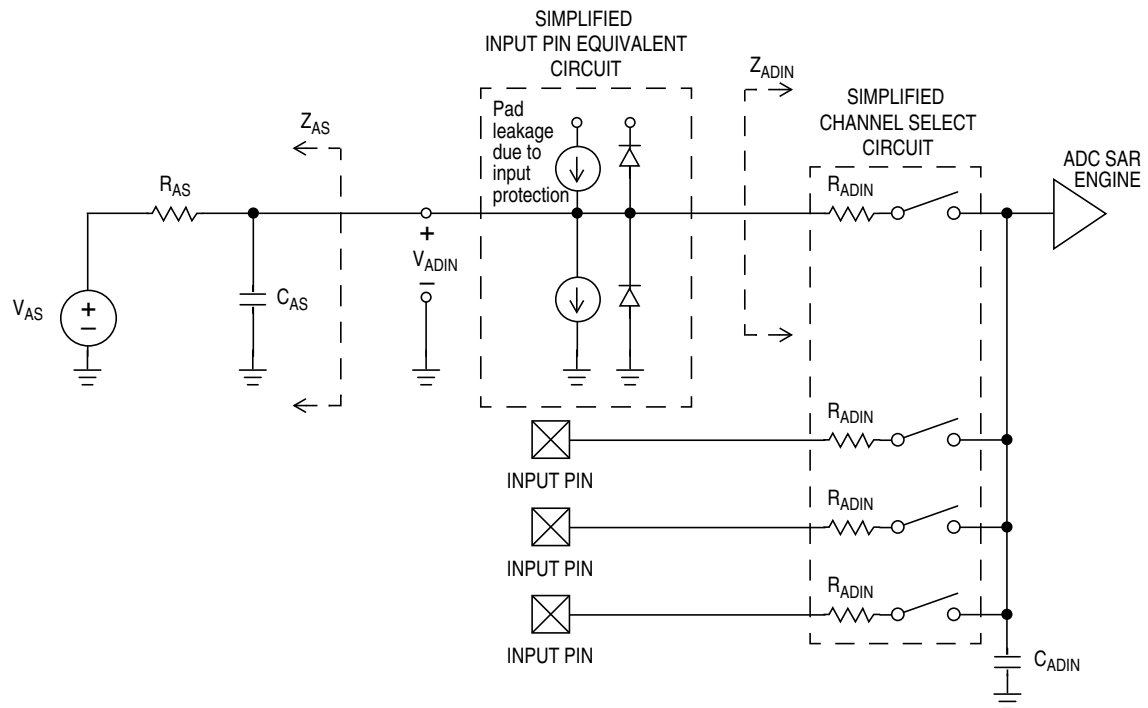 SIMPLIFIED
INPUT PIN EQUIVALENT
CIRCUIT
Z_ADIN
SIMPLIFIED
CHANNEL SELECT
CIRCUIT
Z_AS
Pad
leakage
due to
input
protection
ADC SAR
ENGINE
R_AS
R_ADIN
+
V_ADIN
–
V_AS
+
–
C_AS
R_ADIN
INPUT PIN
R_ADIN
INPUT PIN
R_ADIN
INPUT PIN
C_ADIN